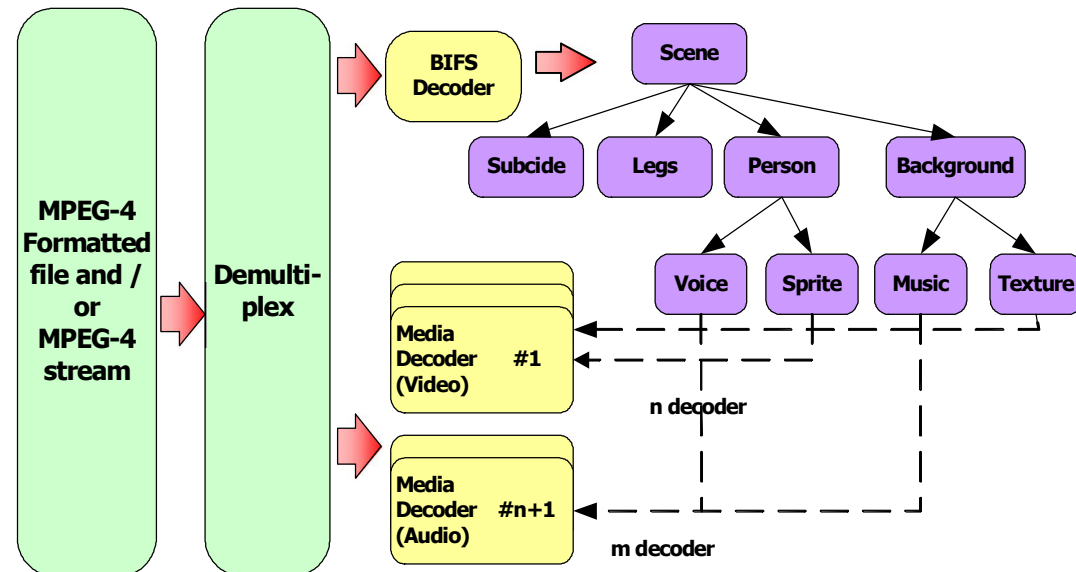 MPEG-4
Formatted
file and /
or
MPEG-4
stream
Demulti-
plex
BIFS
Decoder
Scene
Subcide
Legs
Person
Background
Voice
Sprite
Music
Texture
Media
Decoder #1
(Video)
n decoder
Media
Decoder #n+1
(Audio)
m decoder